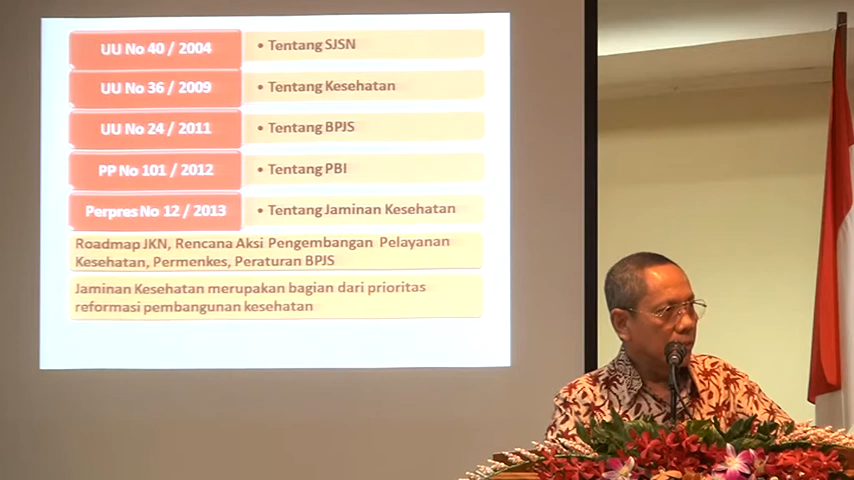 UU No 40 / 2004 • Tentang SJSN
UU No 36 / 2009 • Tentang Kesehatan
UU No 24 / 2011 • Tentang BPJS
PP No 101 / 2012 • Tentang PBI
Perpres No 12 / 2013 • Tentang Jaminan Kesehatan
Roadmap JKN, Rencana Aksi Pengembangan Pelayanan
Kesehatan, Permenkes, Peraturan BPJS
Jaminan Kesehatan merupakan bagian dari prioritas
reformasi pembangunan kesehatan